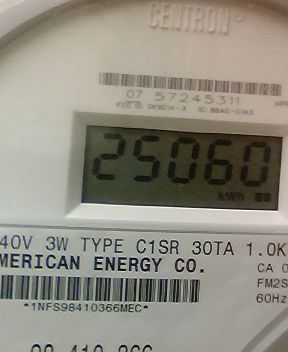 CENTRON®
07 57245311
25060
kWh
40V 3W TYPE C1SR 30TA 1.0K
MERICAN ENERGY CO.
CA 0
FM2S
60Hz
*1NFS98410366MEC*